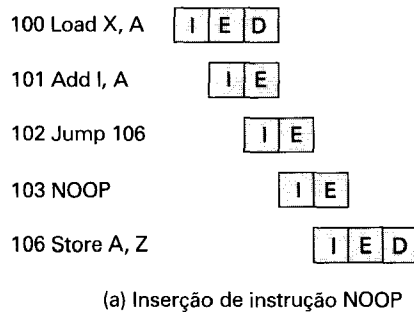 100 Load X, A I E D
101 Add I, A I E
102 Jump 106 I E
103 NOOP I E
106 Store A, Z I E D
(a) Inserção de instrução NOOP